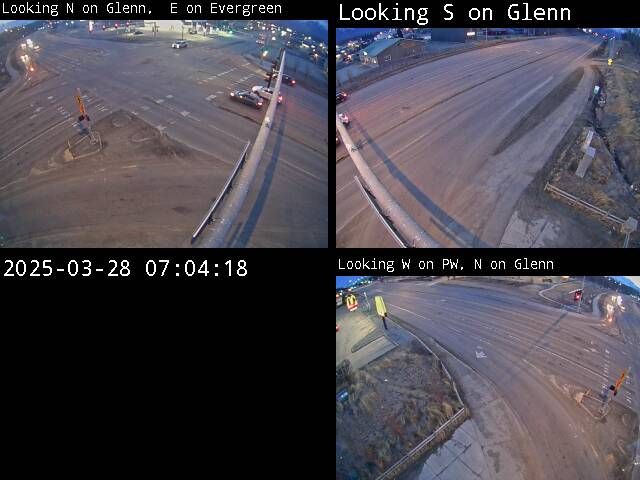 Looking N on Glenn,  E on Evergreen
Looking S on Glenn
2025-03-28 07:04:18
Looking W on PW, N on Glenn